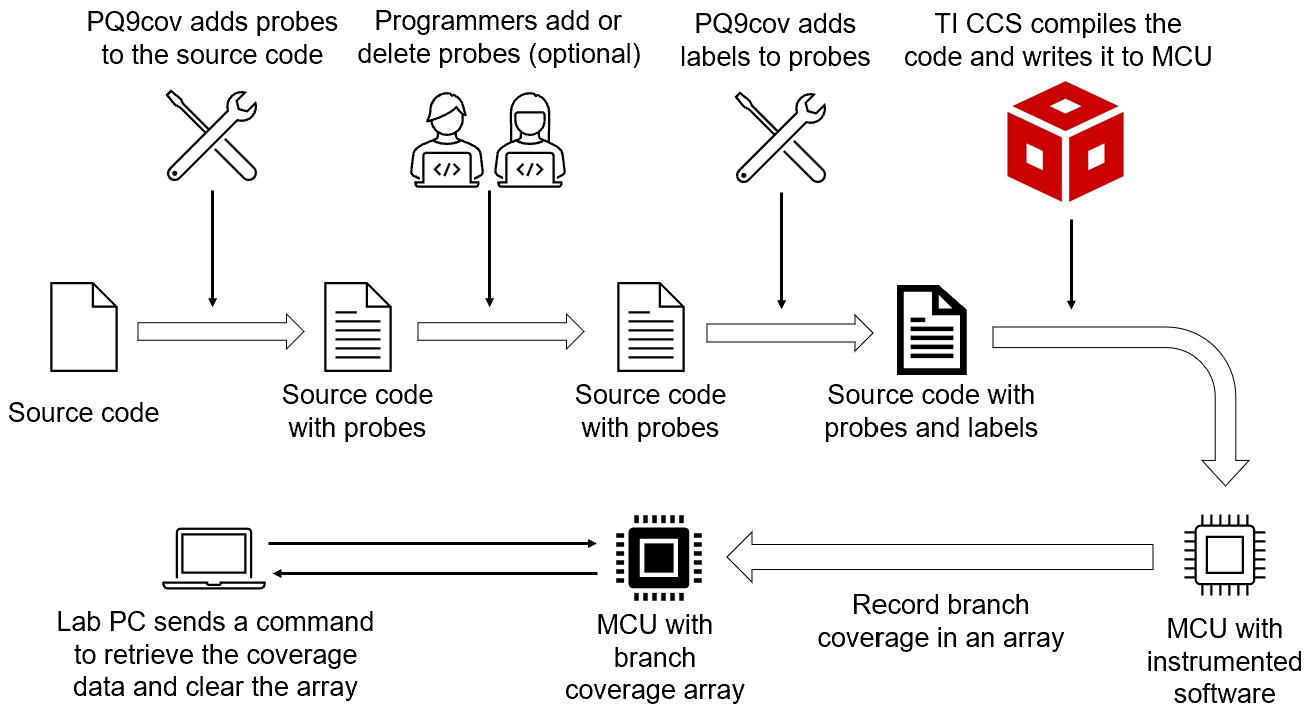 PQ9cov adds probes
to the source code
Programmers add or
delete probes (optional)
PQ9cov adds
labels to probes
TI CCS compiles the
code and writes it to MCU
</>
</>
Source code
Source code
with probes
Source code
with probes
Source code with
probes and labels
Lab PC sends a command
to retrieve the coverage
data and clear the array
MCU with
branch
coverage array
Record branch
coverage in an array
MCU with
instrumented
software